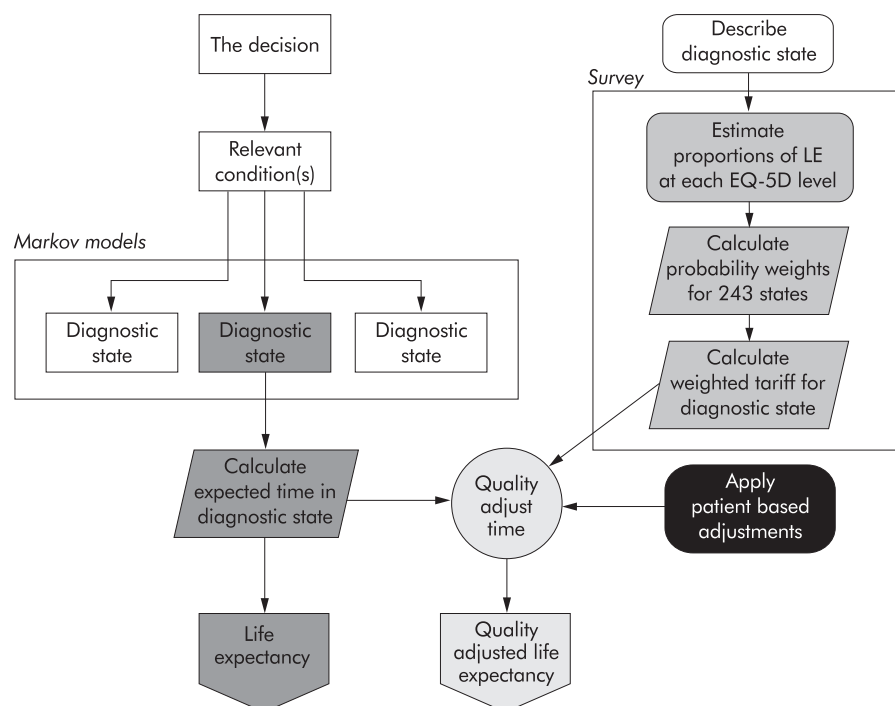 The decision
Relevant
condition(s)
Markov models
Diagnostic
state
Diagnostic
state
Diagnostic
state
Calculate
expected time in
diagnostic state
Life
expectancy
Describe
diagnostic state
Survey
Estimate
proportions of LE
at each EQ-5D level
Calculate
probability weights
for 243 states
Calculate
weighted tariff for
diagnostic state
Quality
adjust
time
Apply
patient based
adjustments
Quality
adjusted life
expectancy